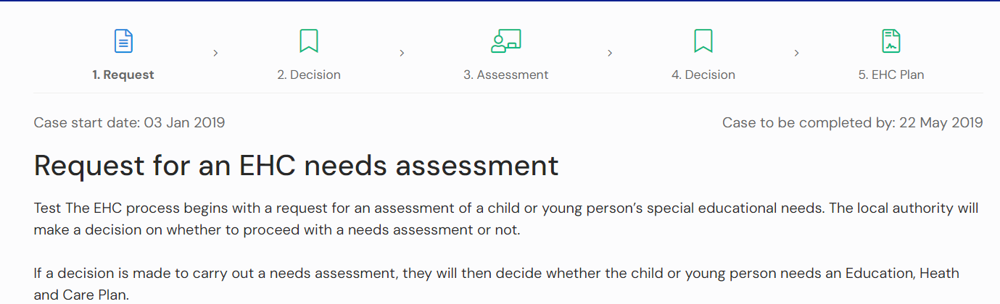 1. Request
2. Decision
3. Assessment
4. Decision
5. EHC Plan
Case start date: 03 Jan 2019
Case to be completed by: 22 May 2019
Request for an EHC needs assessment
Test The EHC process begins with a request for an assessment of a child or young person’s special educational needs. The local authority will
make a decision on whether to proceed with a needs assessment or not.
If a decision is made to carry out a needs assessment, they will then decide whether the child or young person needs an Education, Heath
and Care Plan.